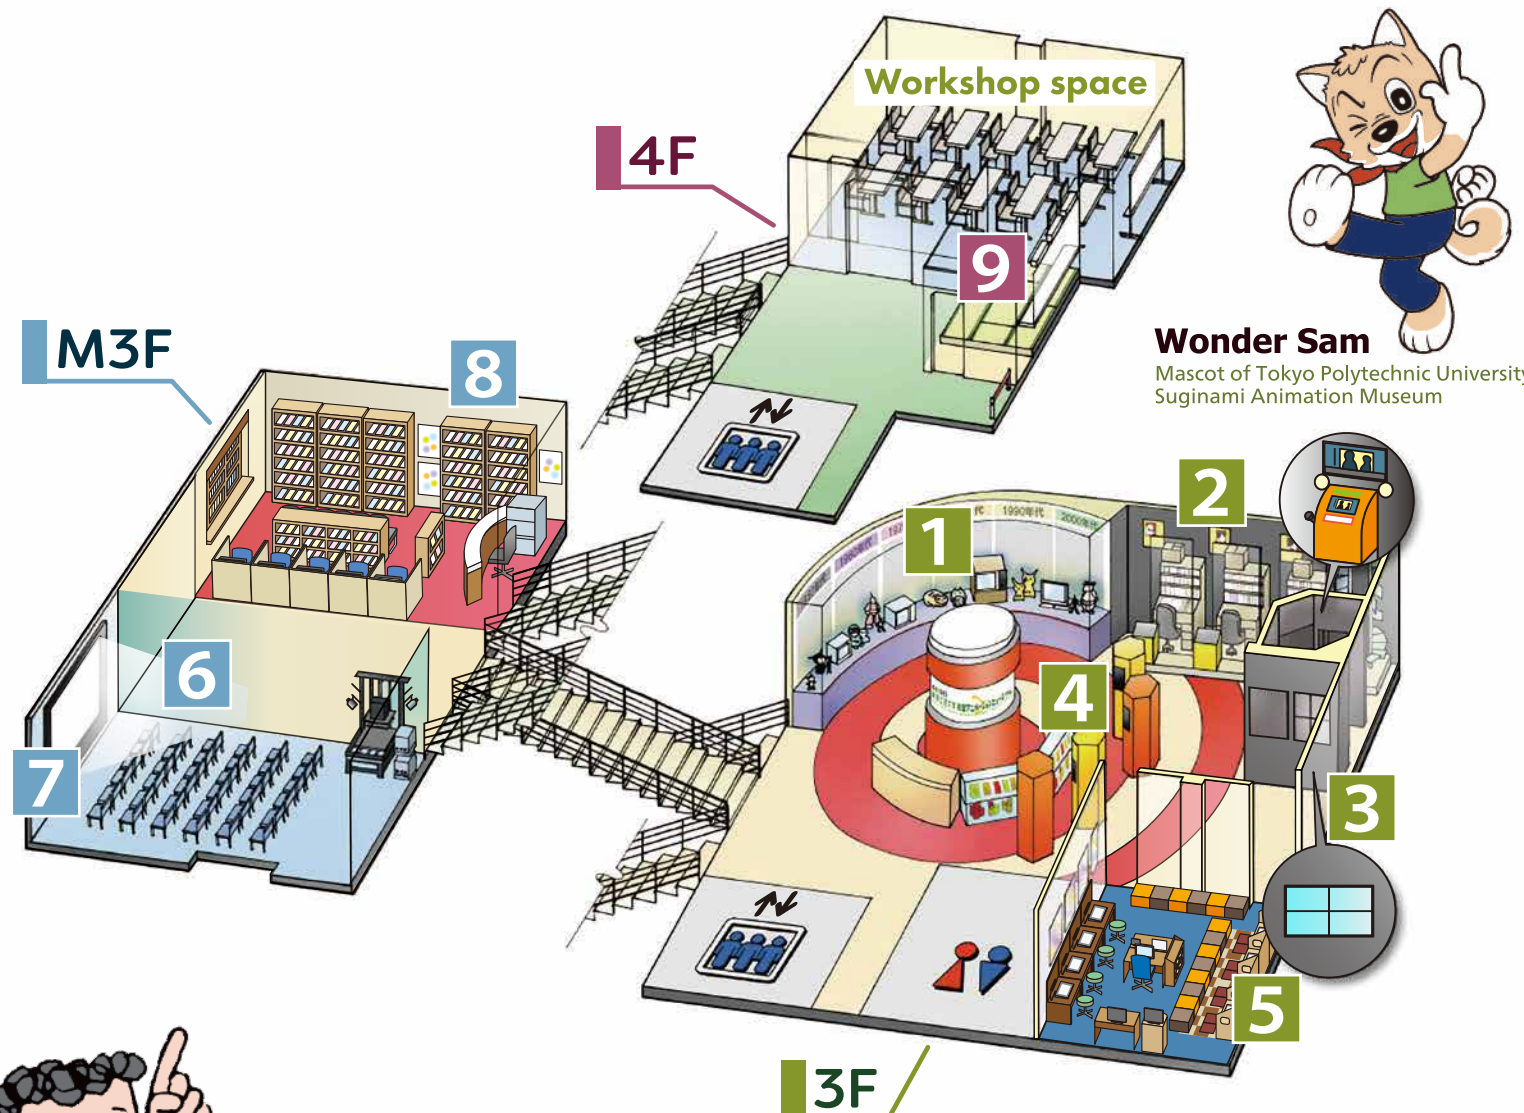 Workshop space
4F
9
Wonder Sam
Mascot of Tokyo Polytechnic University
Suginami Animation Museum
M3F
8
6
7
1
1990年代
2000年代
2
4
3
5
3F